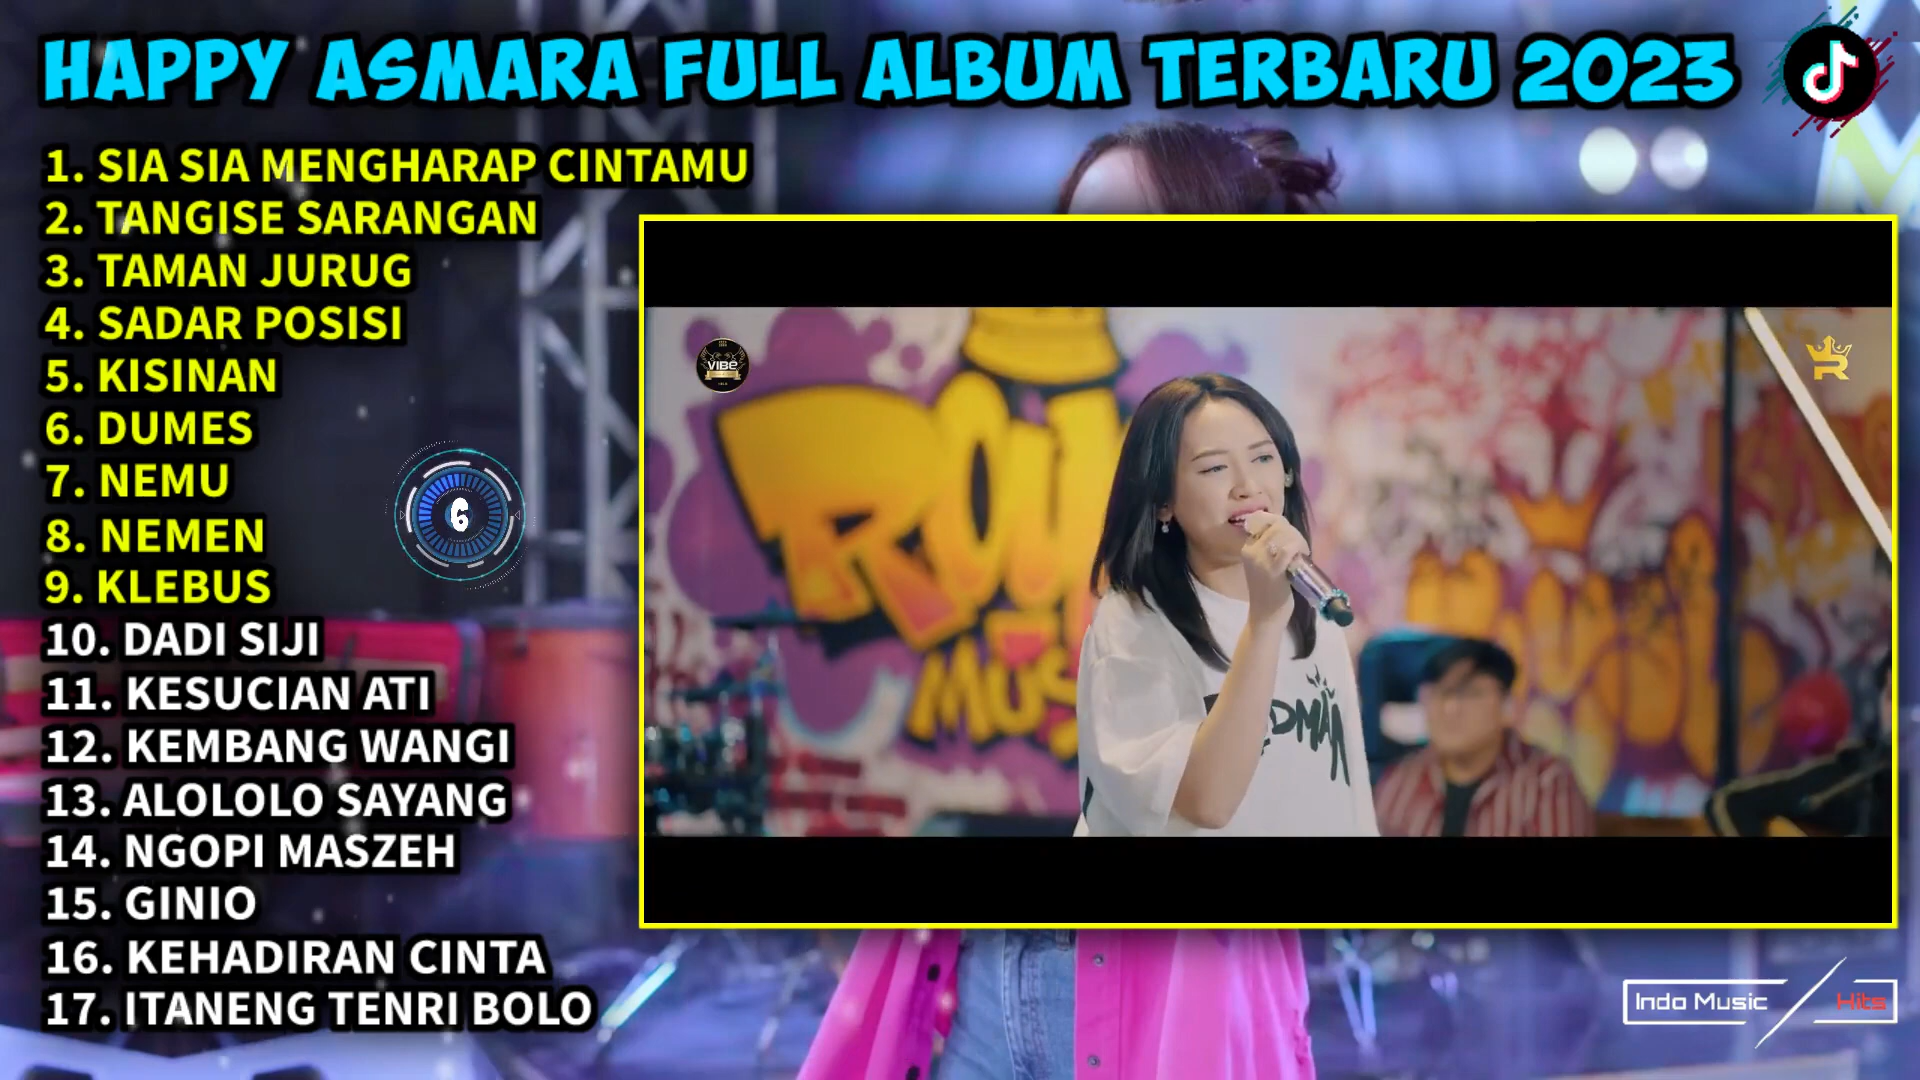 HAPPY ASMARA FULL ALBUM TERBARU 2023
1. SIA SIA MENGHARAP CINTAMU
2. TANGISE SARANGAN
3. TAMAN JURUG
4. SADAR POSISI
5. KISINAN
6. DUMES
7. NEMU
8. NEMEN
9. KLEBUS
10. DADI SIJI
11. KESUCIAN ATI
12. KEMBANG WANGI
13. ALOLOLO SAYANG
14. NGOPI MASZEH
15. GINIO
16. KEHADIRAN CINTA
17. ITANENG TENRI BOLO
6
VIBE
R
Indo Music Hits